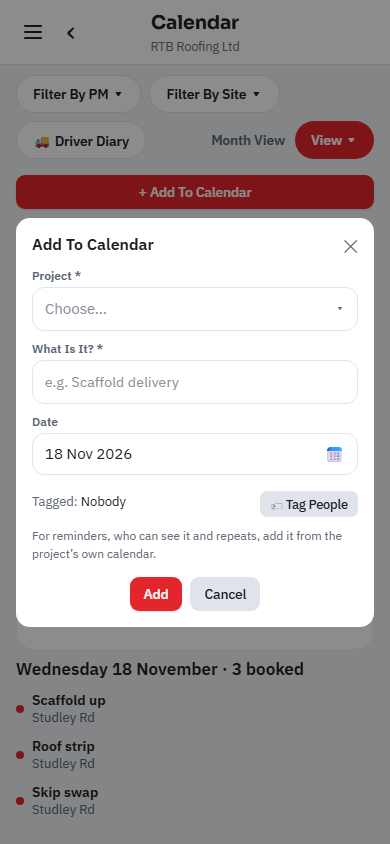 Calendar
RTB Roofing Ltd
Filter By PM
Filter By Site
Driver Diary
Month View
View
+ Add To Calendar
Add To Calendar
Project *
Choose...
What Is It? *
e.g. Scaffold delivery
Date
18 Nov 2026
Tagged: Nobody
Tag People
For reminders, who can see it and repeats, add it from the
project's own calendar.
Add
Cancel
Wednesday 18 November · 3 booked
Scaffold up
Studley Rd
Roof strip
Studley Rd
Skip swap
Studley Rd